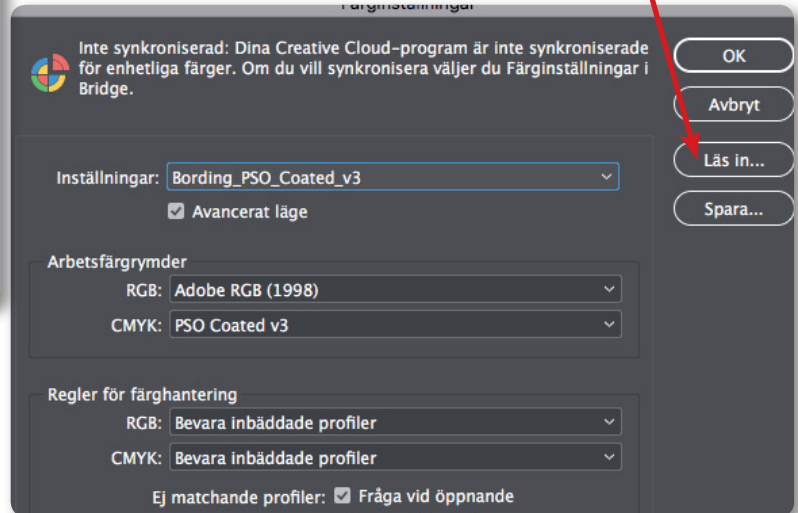 Färginställningar
Inte synkroniserad: Dina Creative Cloud-program är inte synkroniserade
för enhetliga färger. Om du vill synkronisera väljer du Färginställningar i
Bridge.
OK
Avbryt
Läs in...
Spara...
Inställningar: Bording_PSO_Coated_v3
Avancerat läge
Arbetsfärgrymder
RGB: Adobe RGB (1998)
CMYK: PSO Coated v3
Regler för färghantering
RGB: Bevara inbäddade profiler
CMYK: Bevara inbäddade profiler
Ej matchande profiler: Fråga vid öppnande